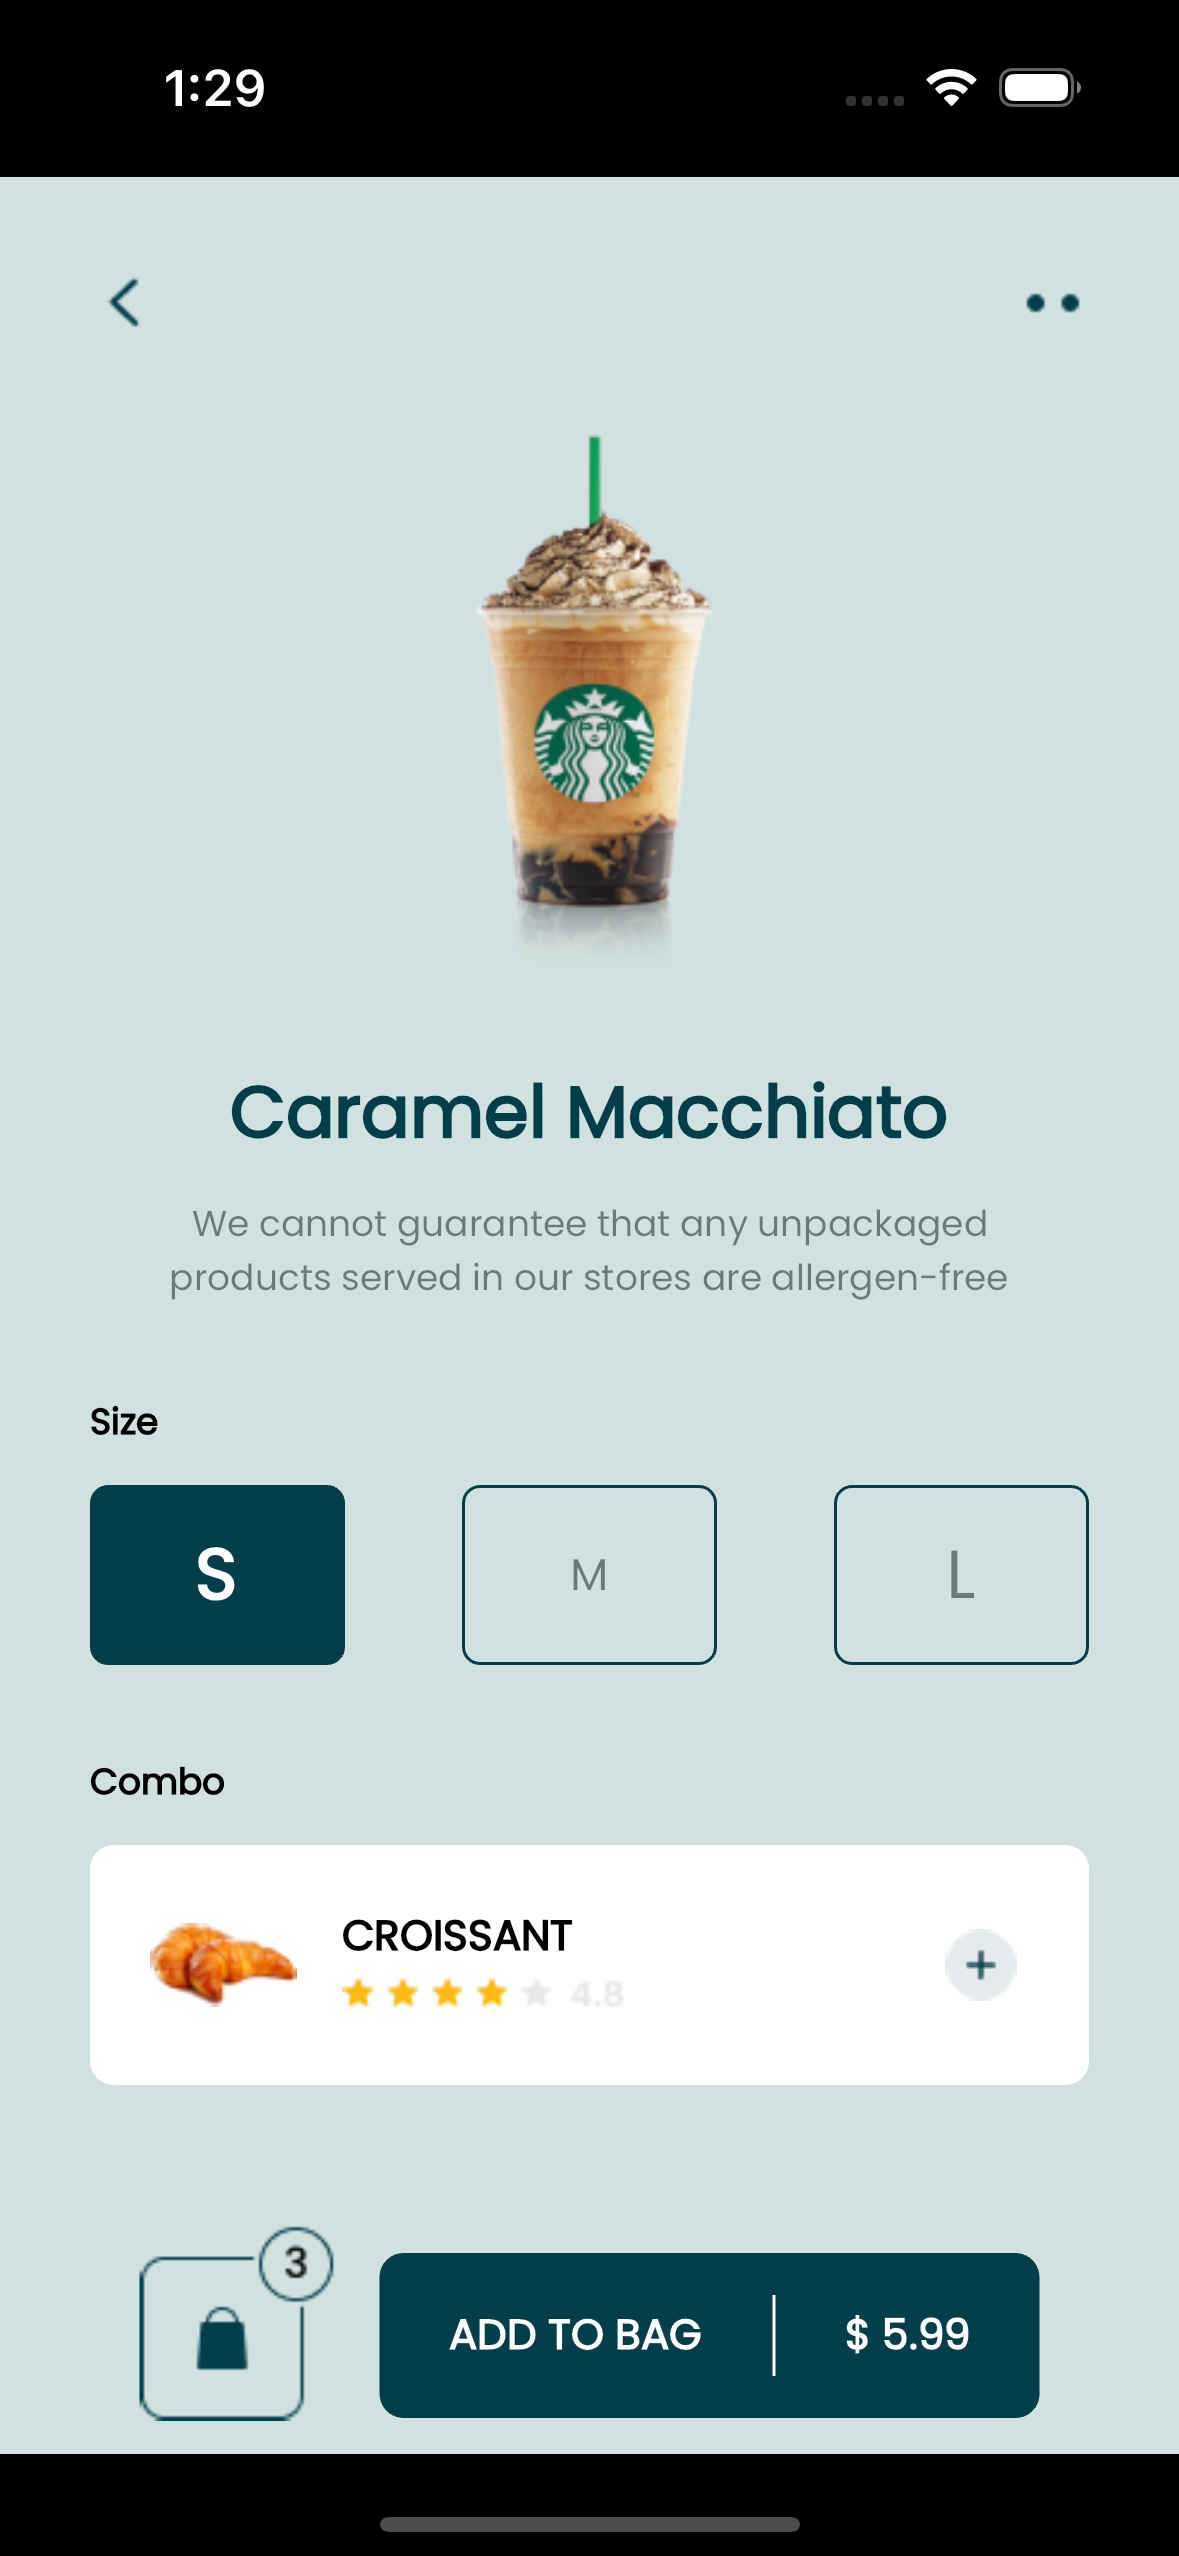 1:29
Caramel Macchiato
We cannot guarantee that any unpackaged
products served in our stores are allergen-free
Size
S
M
L
Combo
CROISSANT
4.8
3
ADD TO BAG
$ 5.99